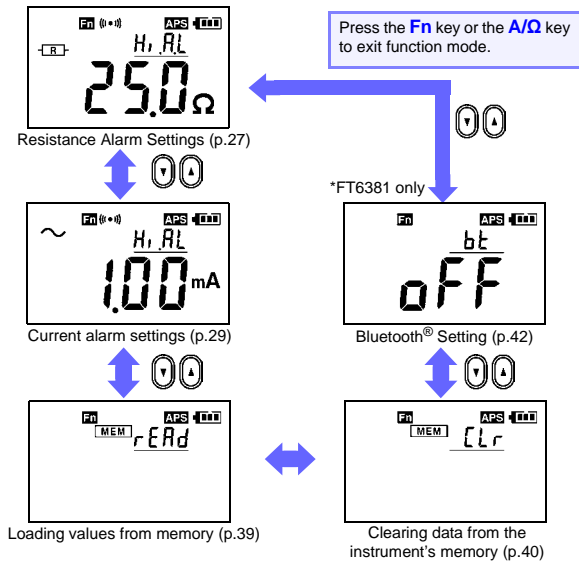 Fn APS
R
Hi.AL
25.0 Ω
Resistance Alarm Settings (p.27)
Press the Fn key or the A/Ω key
to exit function mode.
*FT6381 only
Fn APS
Hi.AL
1.00 mA
Current alarm settings (p.29)
Fn APS
bt
oFF
Bluetooth® Setting (p.42)
Fn APS
MEM rEAd
Loading values from memory (p.39)
Fn APS
MEM CLr
Clearing data from the
instrument's memory (p.40)